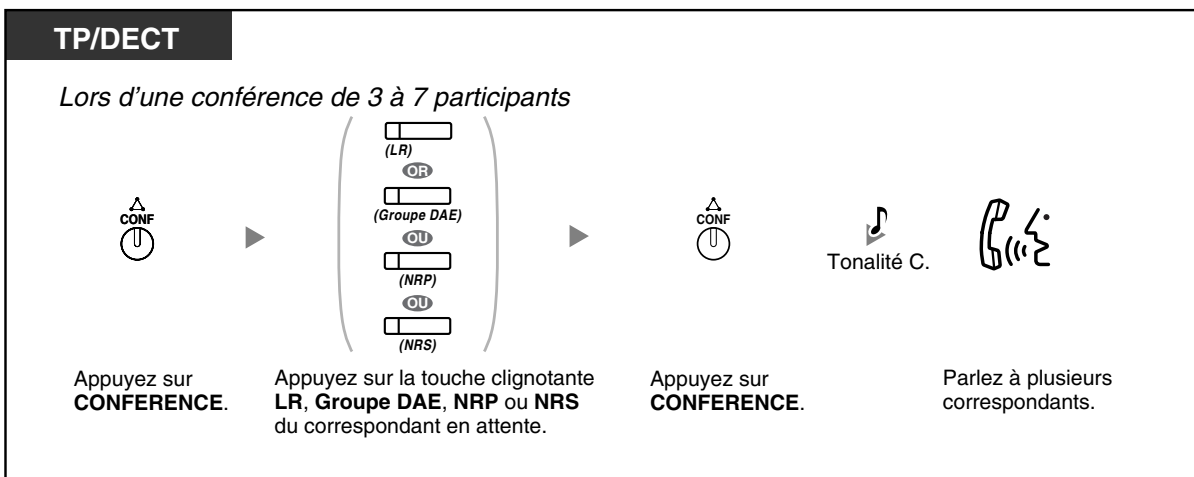 TP/DECT
Lors d'une conférence de 3 à 7 participants
CONF
(LR)
OR
(Groupe DAE)
OU
(NRP)
OU
(NRS)
CONF
Tonalité C.
Appuyez sur
CONFERENCE.
Appuyez sur la touche clignotante
LR, Groupe DAE, NRP ou NRS
du correspondant en attente.
Appuyez sur
CONFERENCE.
Parlez à plusieurs
correspondants.